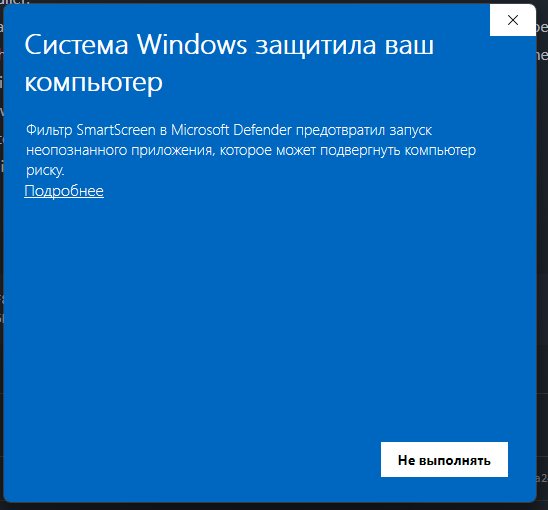 Система Windows защитила ваш
компьютер
Фильтр SmartScreen в Microsoft Defender предотвратил запуск
неопознанного приложения, которое может подвергнуть компьютер
риску.
Подробнее
Не выполнять